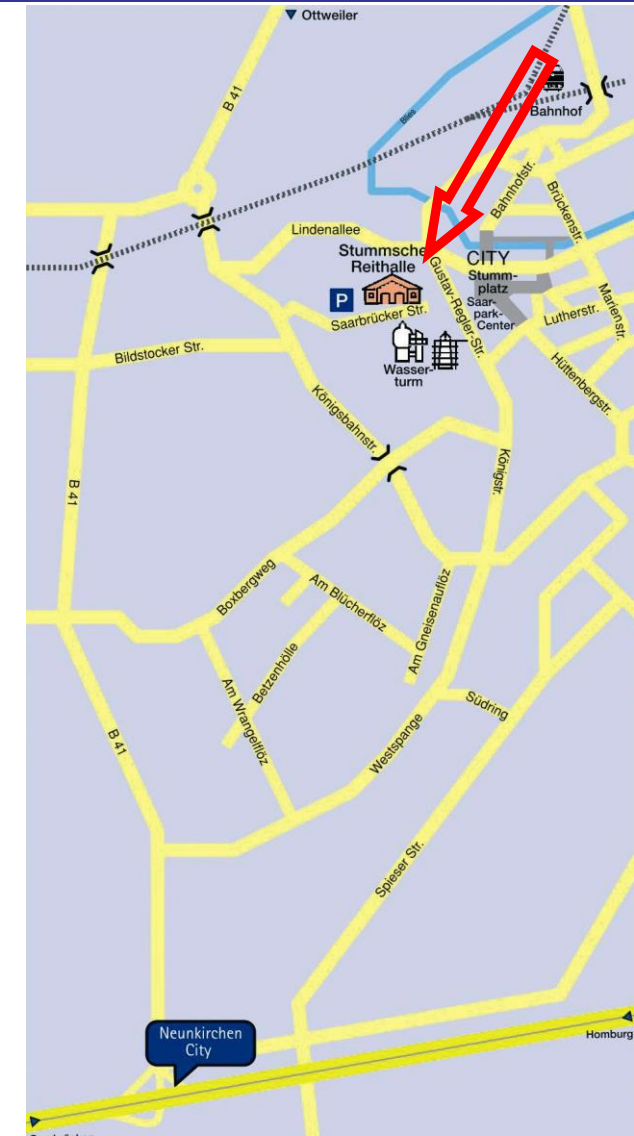 Ottweiler
B 41
Blies
Bahnhof
Bahnhofstr.
Brückenstr.
Lindenallee
Stummsche
Reithalle
CITY
Stumm-
platz
Saar-
park-
Center
Marienstr.
Gustav-Regler-Str.
P
Saarbrücker Str.
Lutherstr.
Wasser-
turm
Bildstocker Str.
Hüttenbergstr.
Königsbahnstr.
Königstr.
B 41
Boxbergweg
Am Blücherflöz
Am Gneisenauflöz
Betzenhölle
Am Wrangelflöz
Südring
B 41
Westspange
Spieser Str.
Neunkirchen
City
Homburg